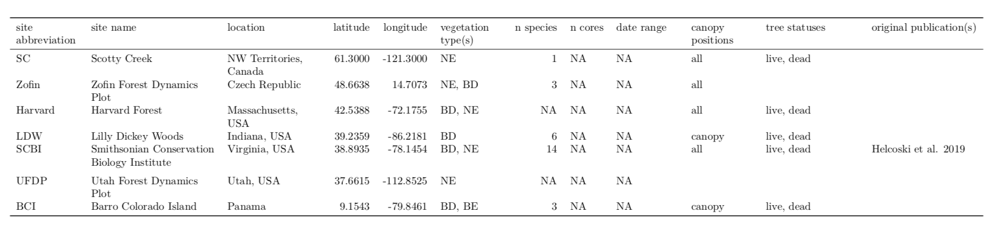 site site name location latitude longitude vegetation n species n cores date range canopy tree statuses original publication(s)
abbreviation type(s) positions
SC Scotty Creek NW Territories, 61.3000 -121.3000 NE 1 NA NA all live, dead
Canada
Zofin Zofin Forest Dynamics Czech Republic 48.6638 14.7073 NE, BD 3 NA NA all
Plot
Harvard Harvard Forest Massachusetts, 42.5388 -72.1755 BD, NE NA NA NA all live, dead
USA
LDW Lilly Dickey Woods Indiana, USA 39.2359 -86.2181 BD 6 NA NA canopy live, dead
SCBI Smithsonian Conservation Virginia, USA 38.8935 -78.1454 BD, NE 14 NA NA all live, dead Helcoski et al. 2019
Biology Institute
UFDP Utah Forest Dynamics Utah, USA 37.6615 -112.8525 NE NA NA NA
Plot
BCI Barro Colorado Island Panama 9.1543 -79.8461 BD, BE 3 NA NA canopy live, dead